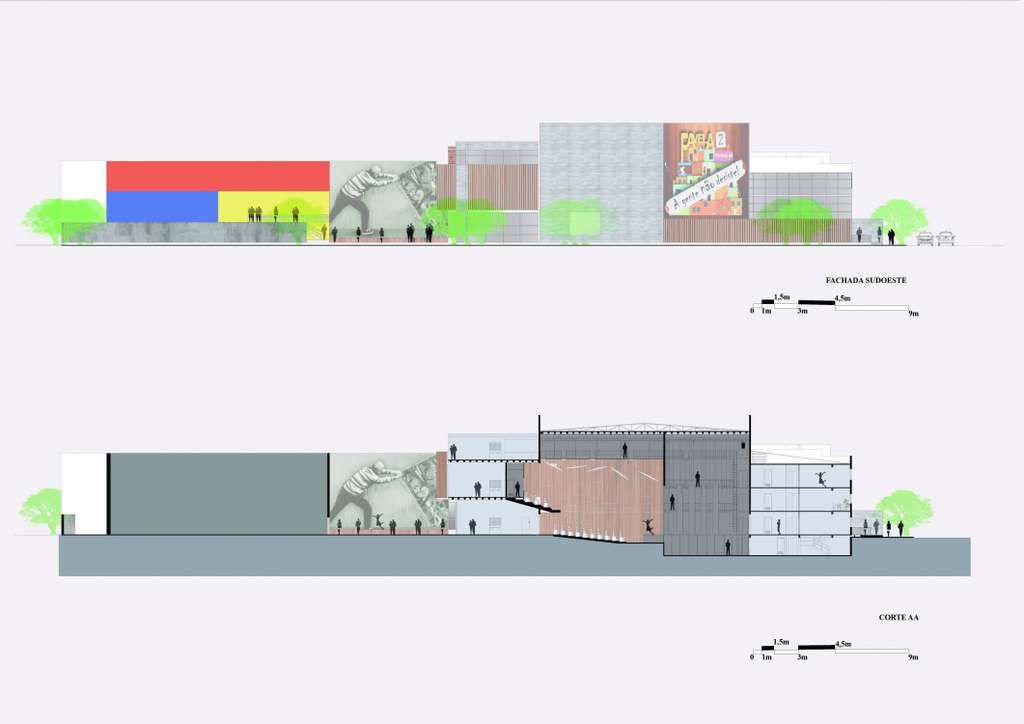 FAVELA
2
A gente não desiste!
FACHADA SUDOESTE
1,5m 4,5m
0 1m 3m 9m
CORTE AA
1,5m 4,5m
0 1m 3m 9m